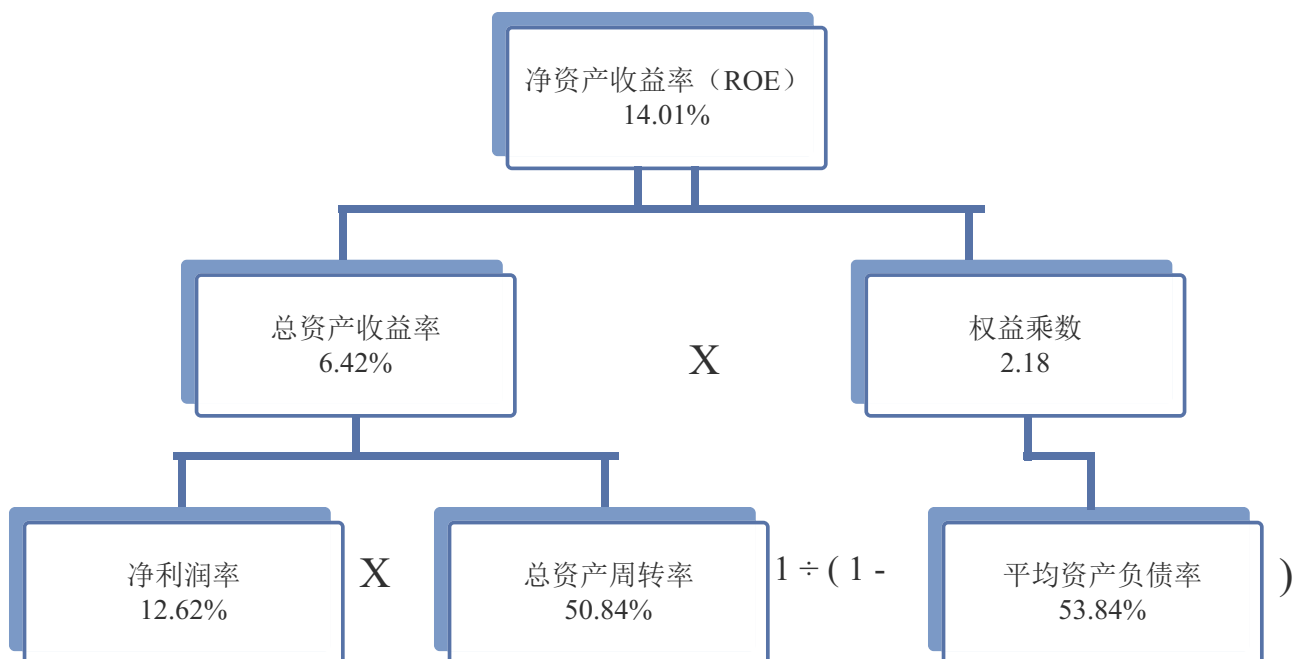 净资产收益率（ROE）
14.01%
总资产收益率
6.42%
X
权益乘数
2.18
净利润率
12.62%
X
总资产周转率
50.84%
1 ÷ ( 1 -
平均资产负债率
53.84%
)